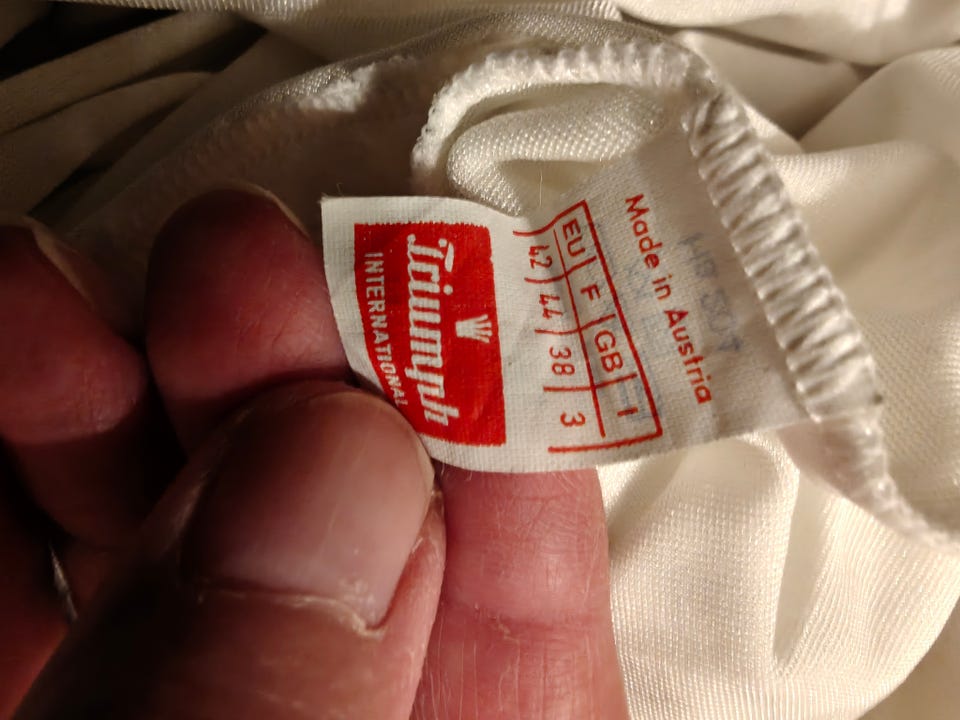 Triumph
INTERNATIONAL
EU F GB I
42 44 38 3
Made in Austria